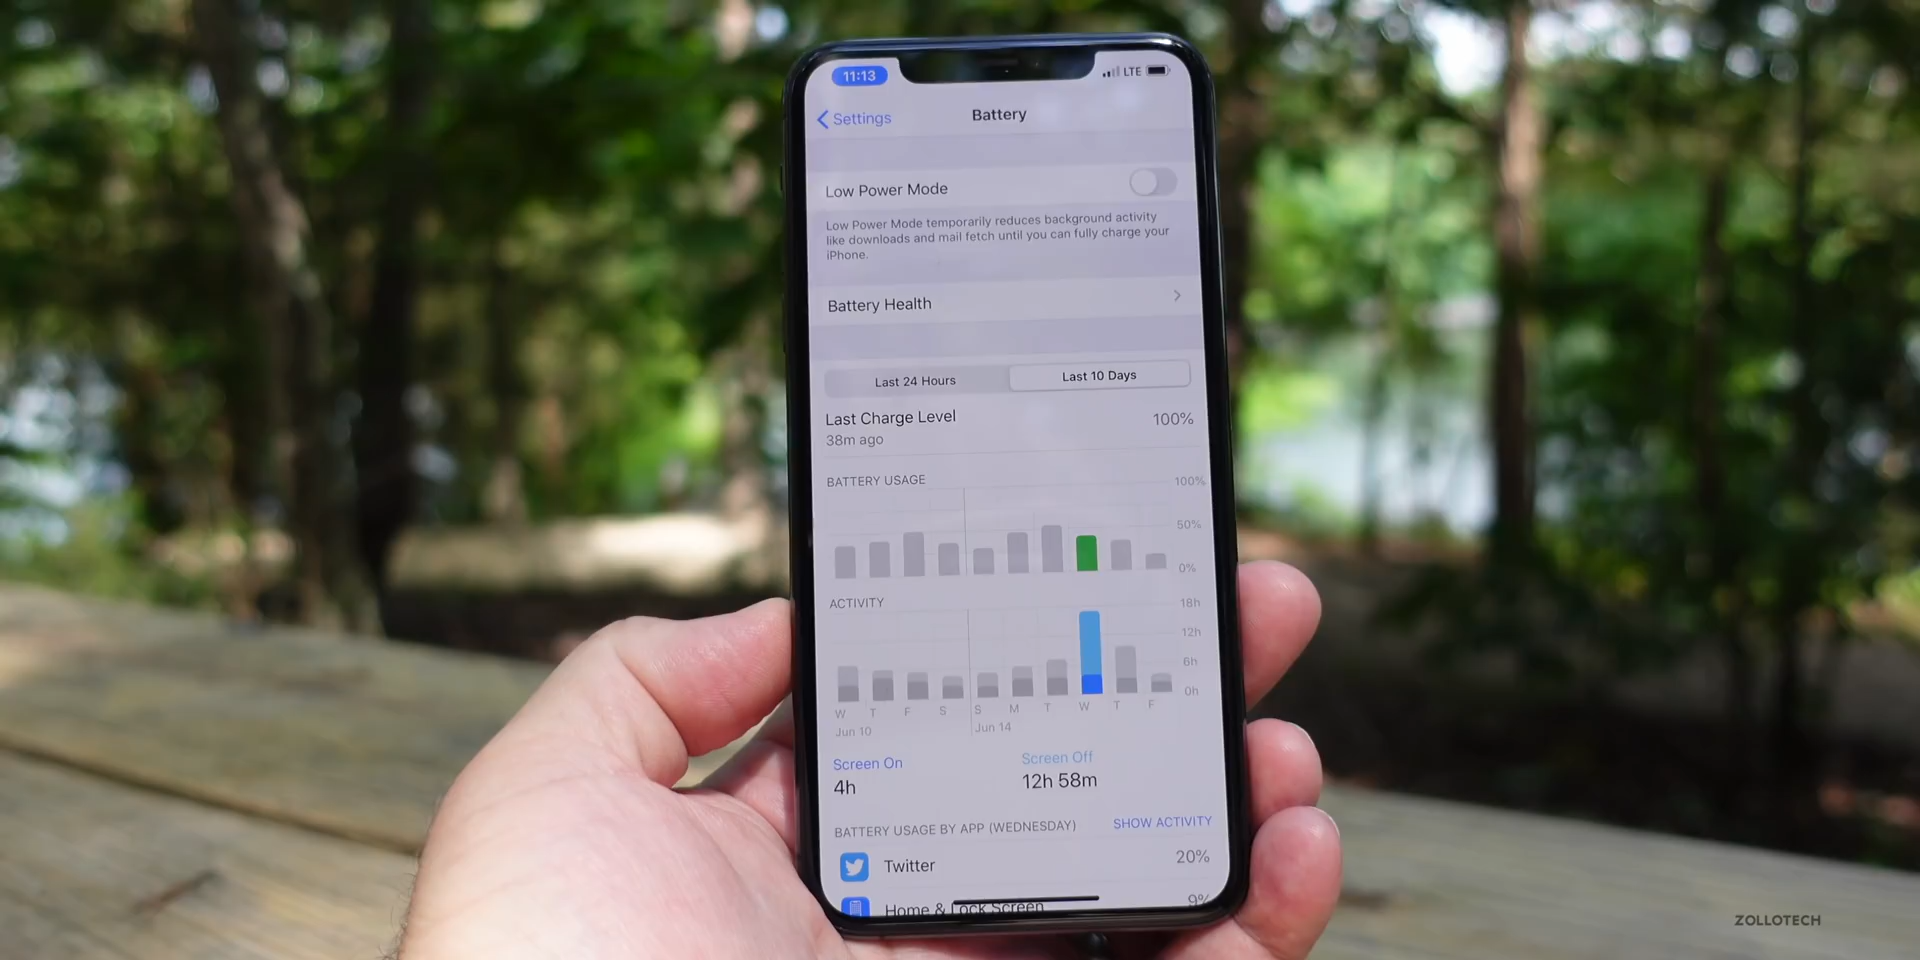 11:13
LTE
Settings
Battery
Low Power Mode
Low Power Mode temporarily reduces background activity
like downloads and mail fetch until you can fully charge your
iPhone.
Battery Health
Last 24 Hours
Last 10 Days
Last Charge Level
100%
38m ago
BATTERY USAGE
100%
50%
0%
ACTIVITY
18h
12h
6h
0h
W T F S S M T W T F
Jun 10
Jun 14
Screen On
Screen Off
4h
12h 58m
BATTERY USAGE BY APP (WEDNESDAY)
SHOW ACTIVITY
Twitter
20%
Home & Lock Screen
9%
ZOLLOTECH